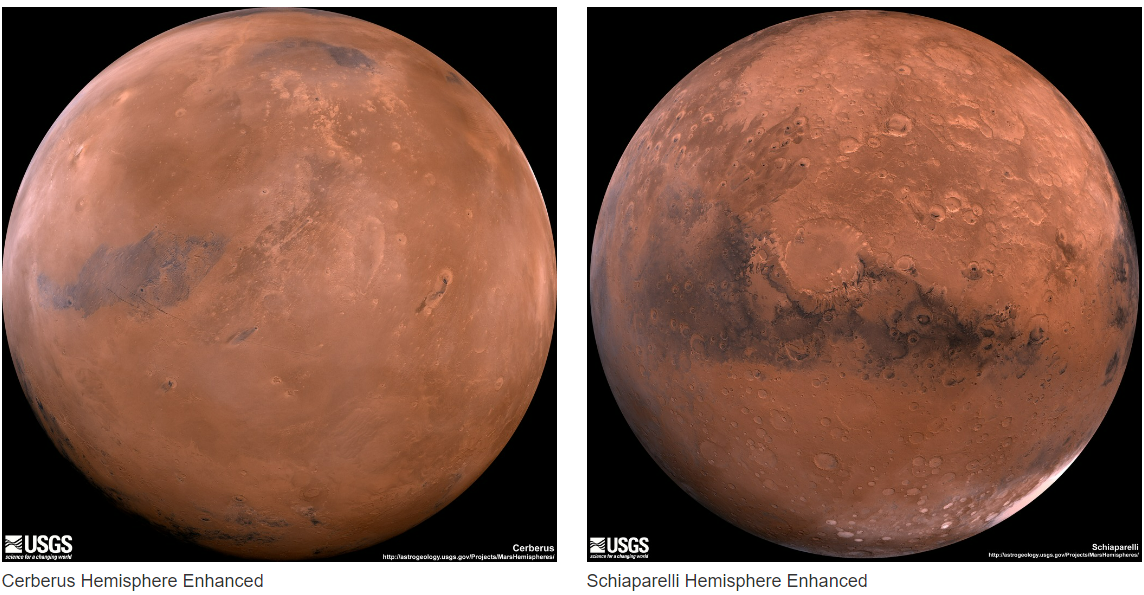 USGS
science for a changing world
Cerberus
http://astrogeology.usgs.gov/Projects/MarsHemispheres/
USGS
science for a changing world
Schiaparelli
http://astrogeology.usgs.gov/Projects/MarsHemispheres/
Cerberus Hemisphere Enhanced
Schiaparelli Hemisphere Enhanced